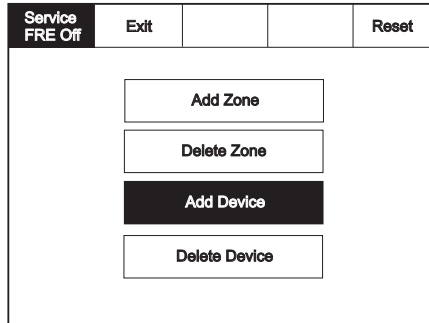 Service
FRE Off
Exit
Reset
Add Zone
Delete Zone
Add Device
Delete Device